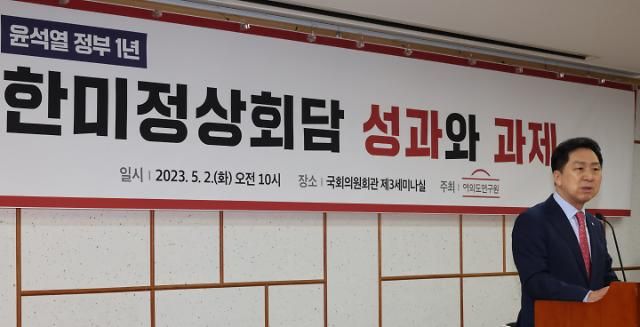 윤석열 정부 1년
한미정상회담 성과와 과제
일시 | 2023. 5. 2.(화) 오전 10시 장소 | 국회의원회관 제3세미나실 주최 | 여의도연구원